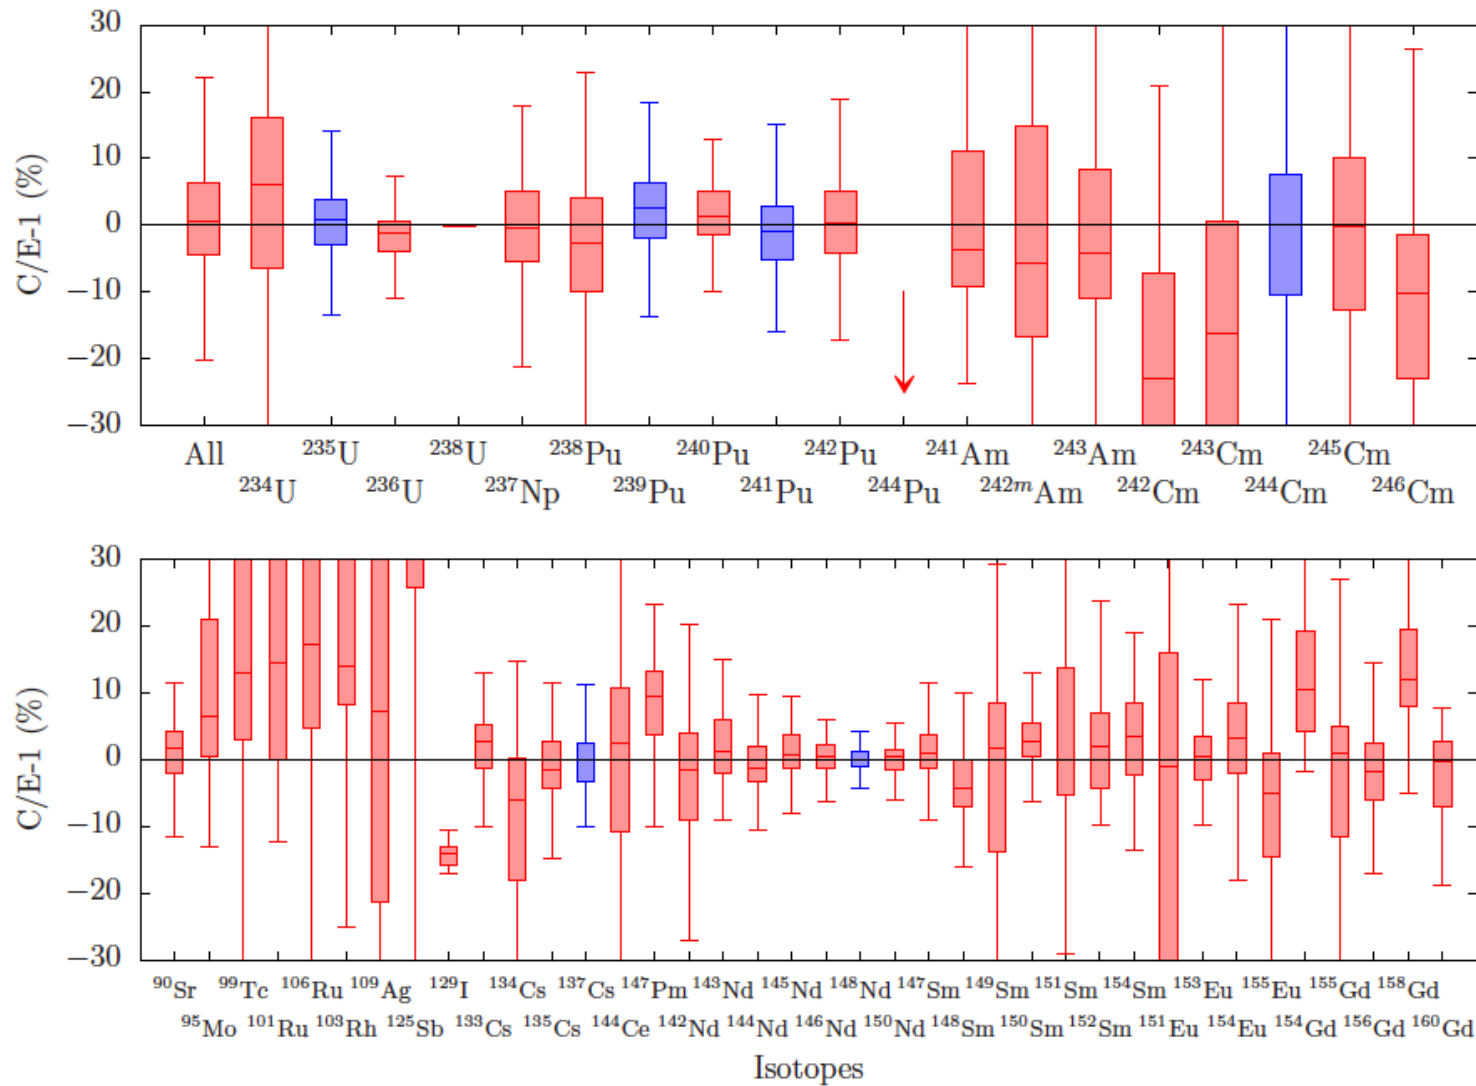 30
20
10
0
−10
−20
−30
C/E-1 (%)
All ²³⁵U ²³⁸U ²³⁸Pu ²⁴⁰Pu ²⁴²Pu ²⁴¹Am ²⁴³Am ²⁴³Cm ²⁴⁵Cm
²³⁴U ²³⁶U ²³⁷Np ²³⁹Pu ²⁴¹Pu ²⁴⁴Pu ²⁴²ᵐAm ²⁴²Cm ²⁴⁴Cm ²⁴⁶Cm
30
20
10
0
−10
−20
−30
C/E-1 (%)
⁹⁰Sr ⁹⁹Tc ¹⁰⁶Ru ¹⁰⁹Ag ¹²⁹I ¹³⁴Cs ¹³⁷Cs ¹⁴⁷Pm ¹⁴³Nd ¹⁴⁵Nd ¹⁴⁸Nd ¹⁴⁷Sm ¹⁴⁹Sm ¹⁵¹Sm ¹⁵⁴Sm ¹⁵³Eu ¹⁵⁵Eu ¹⁵⁵Gd ¹⁵⁸Gd
⁹⁵Mo ¹⁰¹Ru ¹⁰³Rh ¹²⁵Sb ¹³³Cs ¹³⁵Cs ¹⁴⁴Ce ¹⁴²Nd ¹⁴⁴Nd ¹⁴⁶Nd ¹⁵⁰Nd ¹⁴⁸Sm ¹⁵⁰Sm ¹⁵²Sm ¹⁵¹Eu ¹⁵⁴Eu ¹⁵⁴Gd ¹⁵⁶Gd ¹⁶⁰Gd
Isotopes